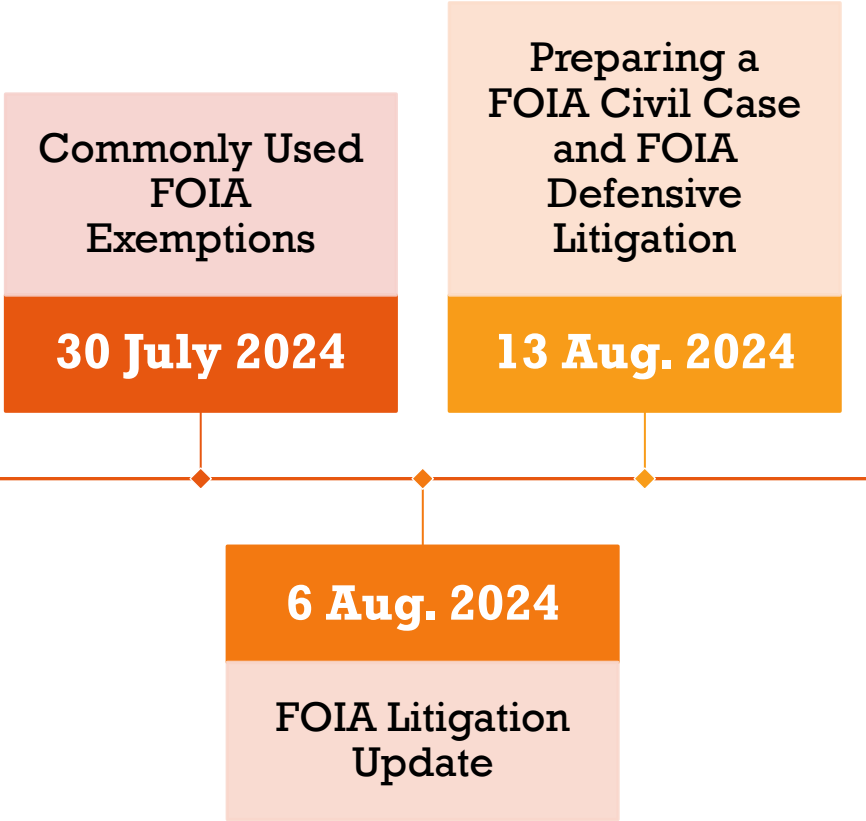 Commonly Used
FOIA
Exemptions
30 July 2024
6 Aug. 2024
FOIA Litigation
Update
Preparing a
FOIA Civil Case
and FOIA
Defensive
Litigation
13 Aug. 2024